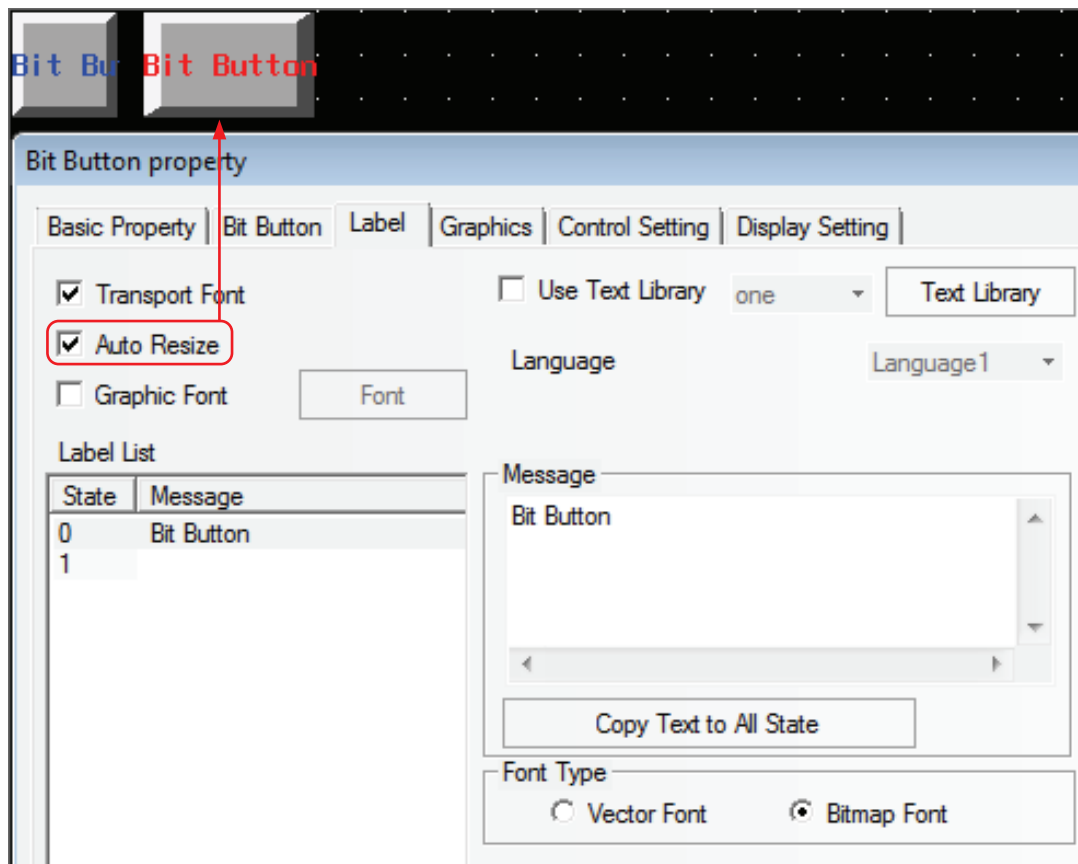 Bit Bu Bit Button
Bit Button property
Basic Property Bit Button Label Graphics Control Setting Display Setting
Transport Font
Use Text Library one Text Library
Auto Resize
Language Language1
Graphic Font Font
Label List
Message
State Message
0 Bit Button
1
Bit Button
Copy Text to All State
Font Type
Vector Font Bitmap Font